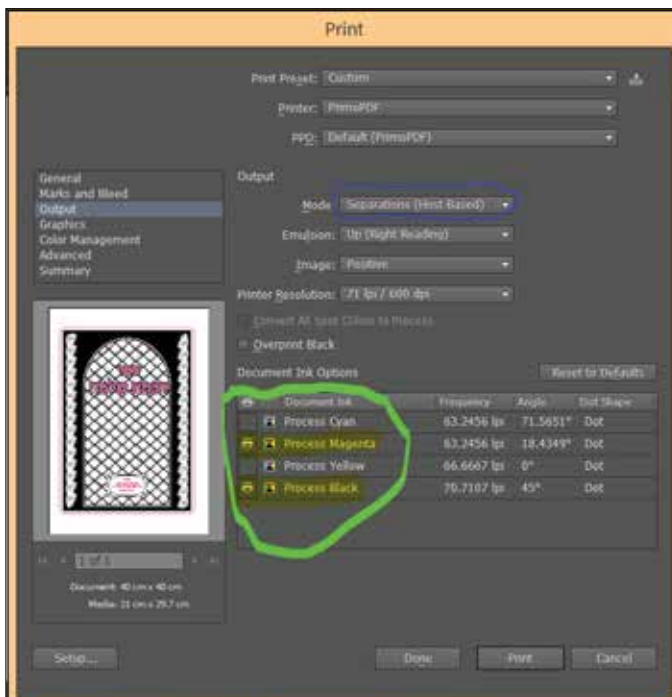 Print
Print Preset: Custom
Printer: PrimoPDF
PPD: Default (PrimoPDF)
General
Marks and Bleed
Output
Graphics
Color Management
Advanced
Summary
Output
Mode: Separations (Host Based)
Emulsion: Up (Right Reading)
Image: Positive
Printer Resolution: 71 lpi / 600 dpi
Convert All Spot Colors to Process
Overprint Black
Document Ink Options Reset to Defaults
Document Ink Frequency Angle Dot Shape
Process Cyan 63.2456 lpi 71.5651° Dot
Process Magenta 63.2456 lpi 18.4349° Dot
Process Yellow 66.6667 lpi 0° Dot
Process Black 70.7107 lpi 45° Dot
1 of 1
Document: 40 cm x 40 cm
Media: 21 cm x 29.7 cm
Setup... Done Print Cancel